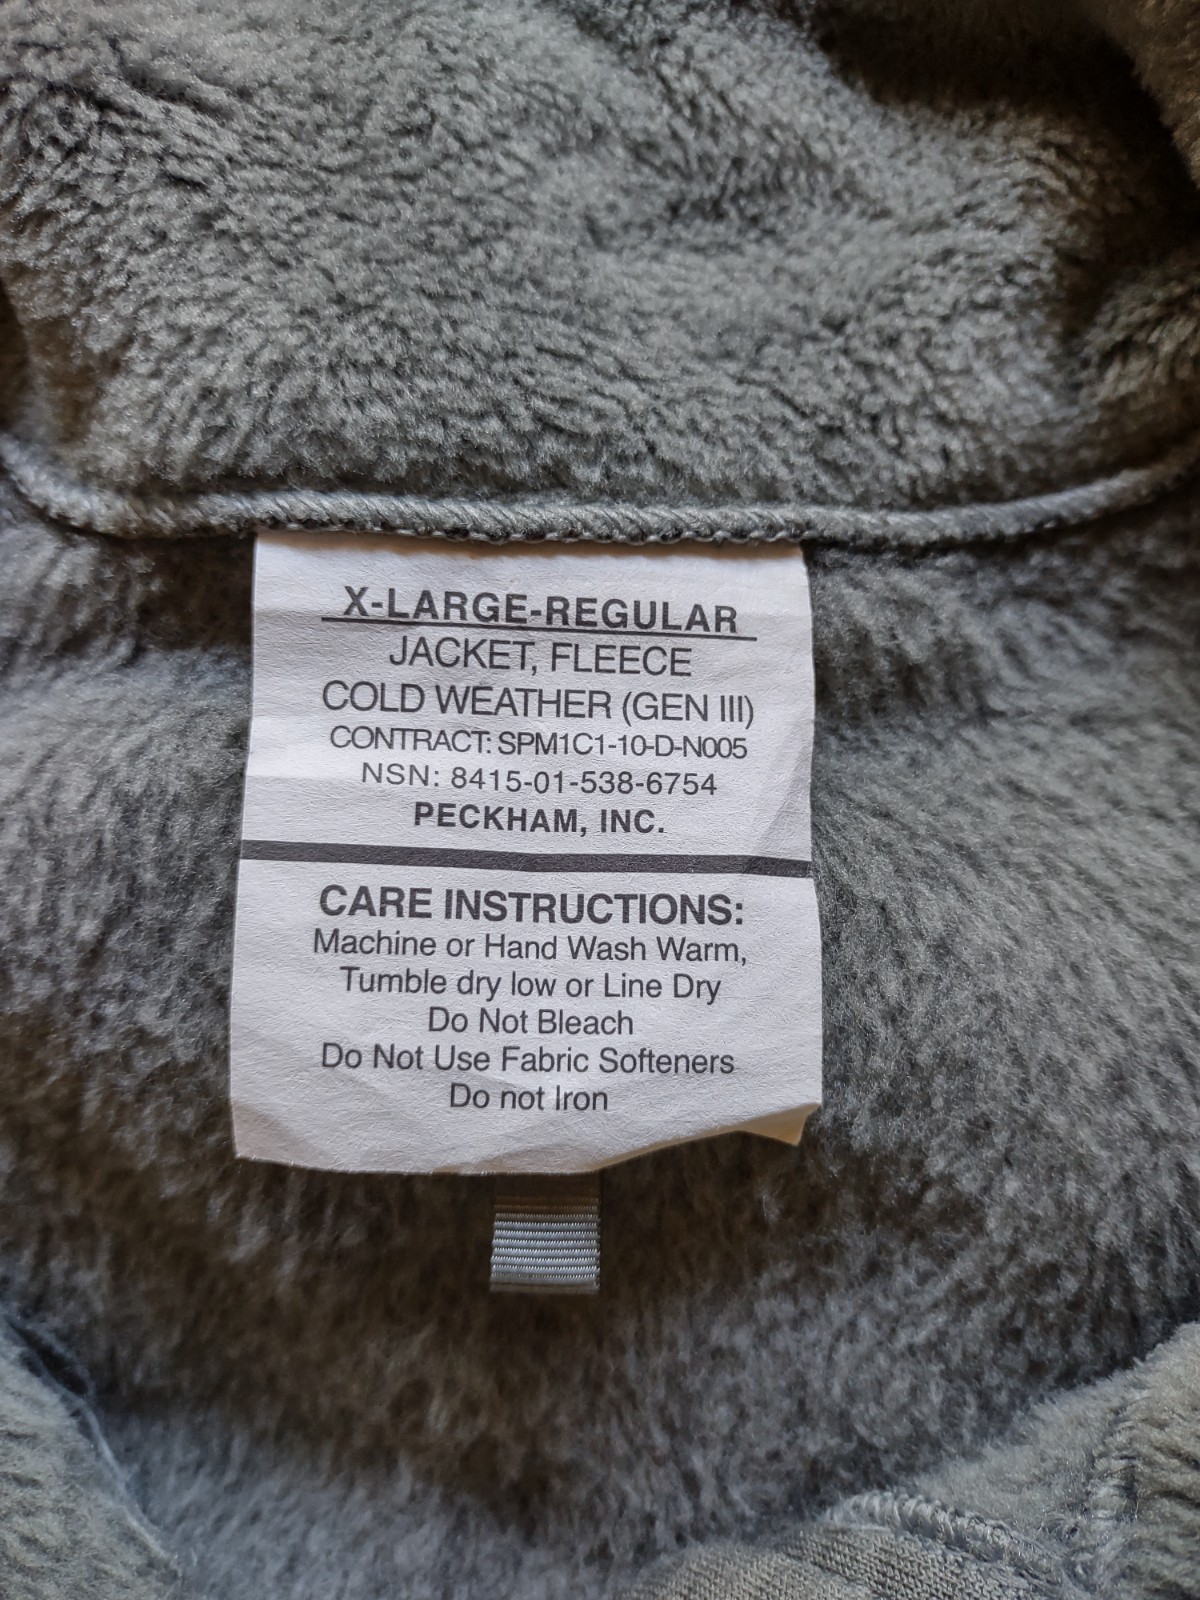 X-LARGE-REGULAR
JACKET, FLEECE
COLD WEATHER (GEN III)
CONTRACT: SPM1C1-10-D-N005
NSN: 8415-01-538-6754
PECKHAM, INC.
CARE INSTRUCTIONS:
Machine or Hand Wash Warm,
Tumble dry low or Line Dry
Do Not Bleach
Do Not Use Fabric Softeners
Do not Iron